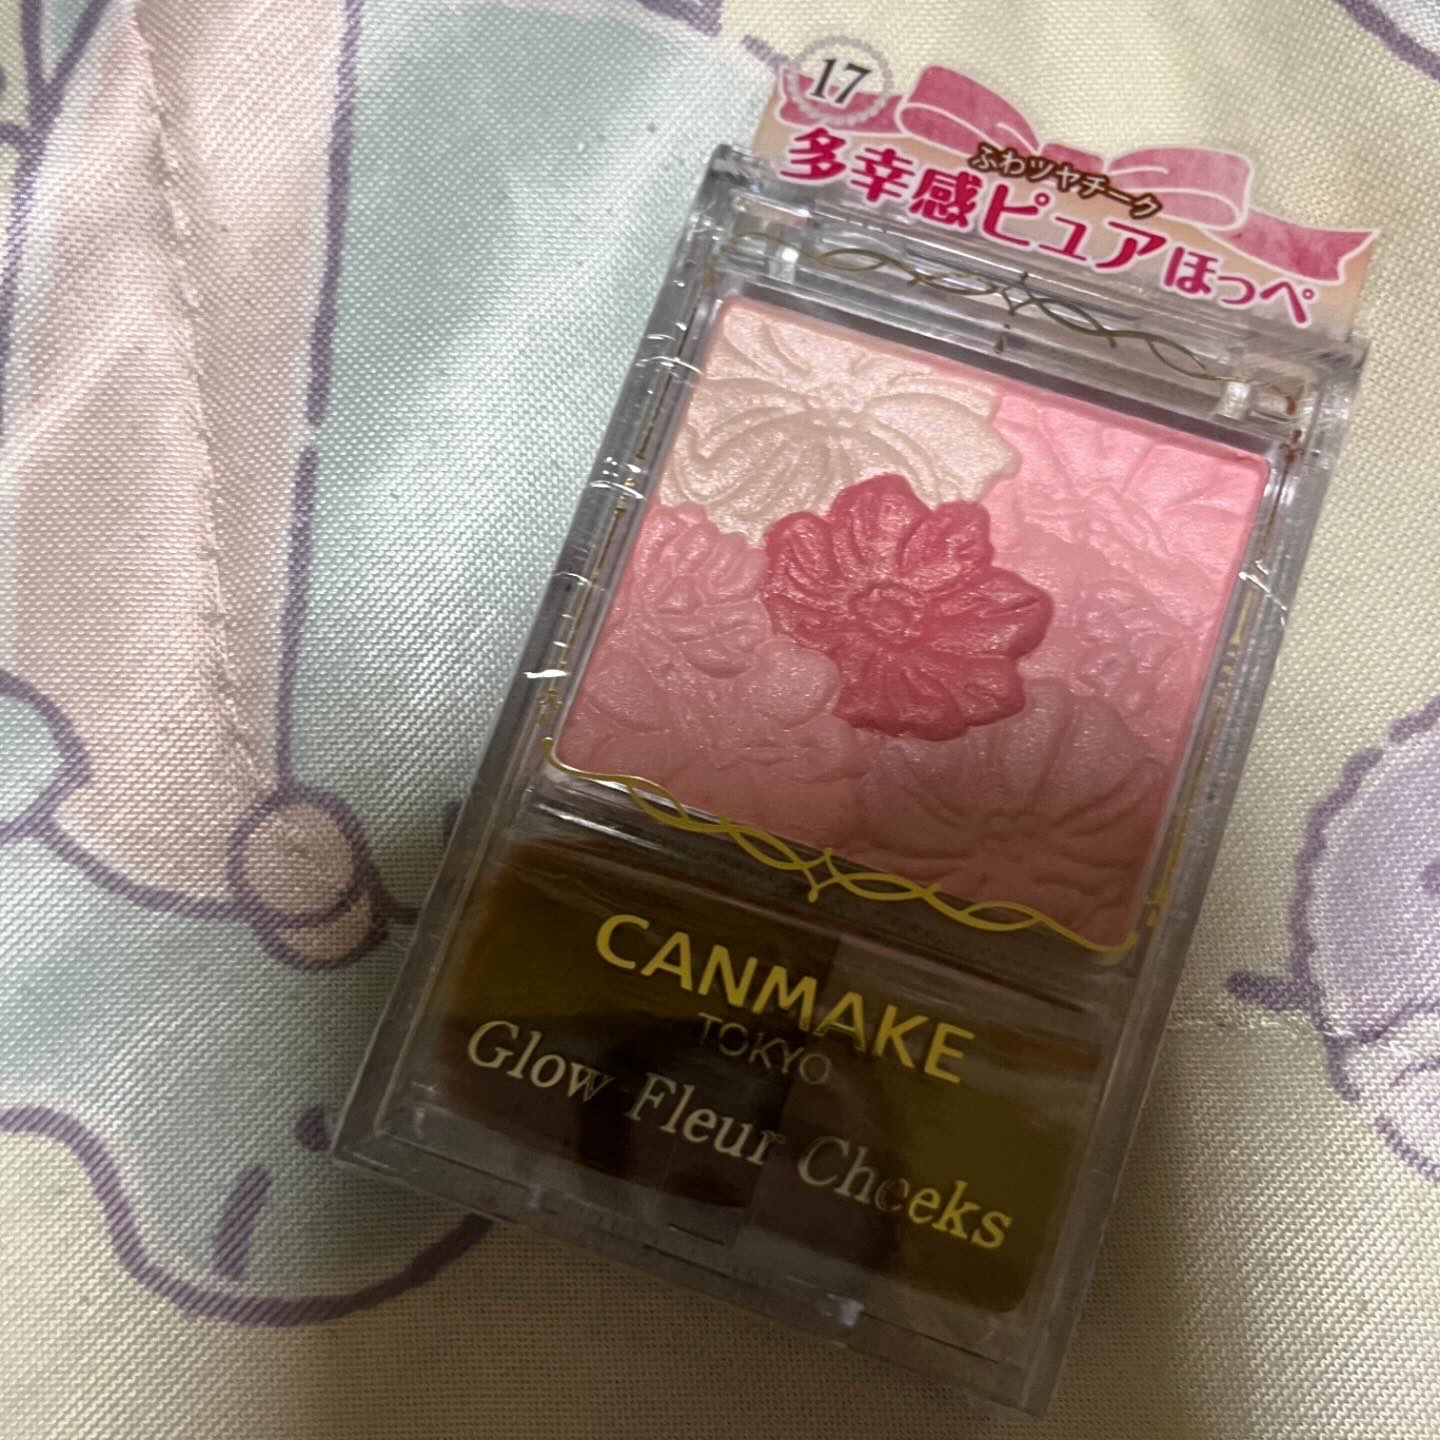 17
ふわツヤチーク
多幸感ピュアほっぺ
CANMAKE
TOKYO
Glow Fleur Cheeks